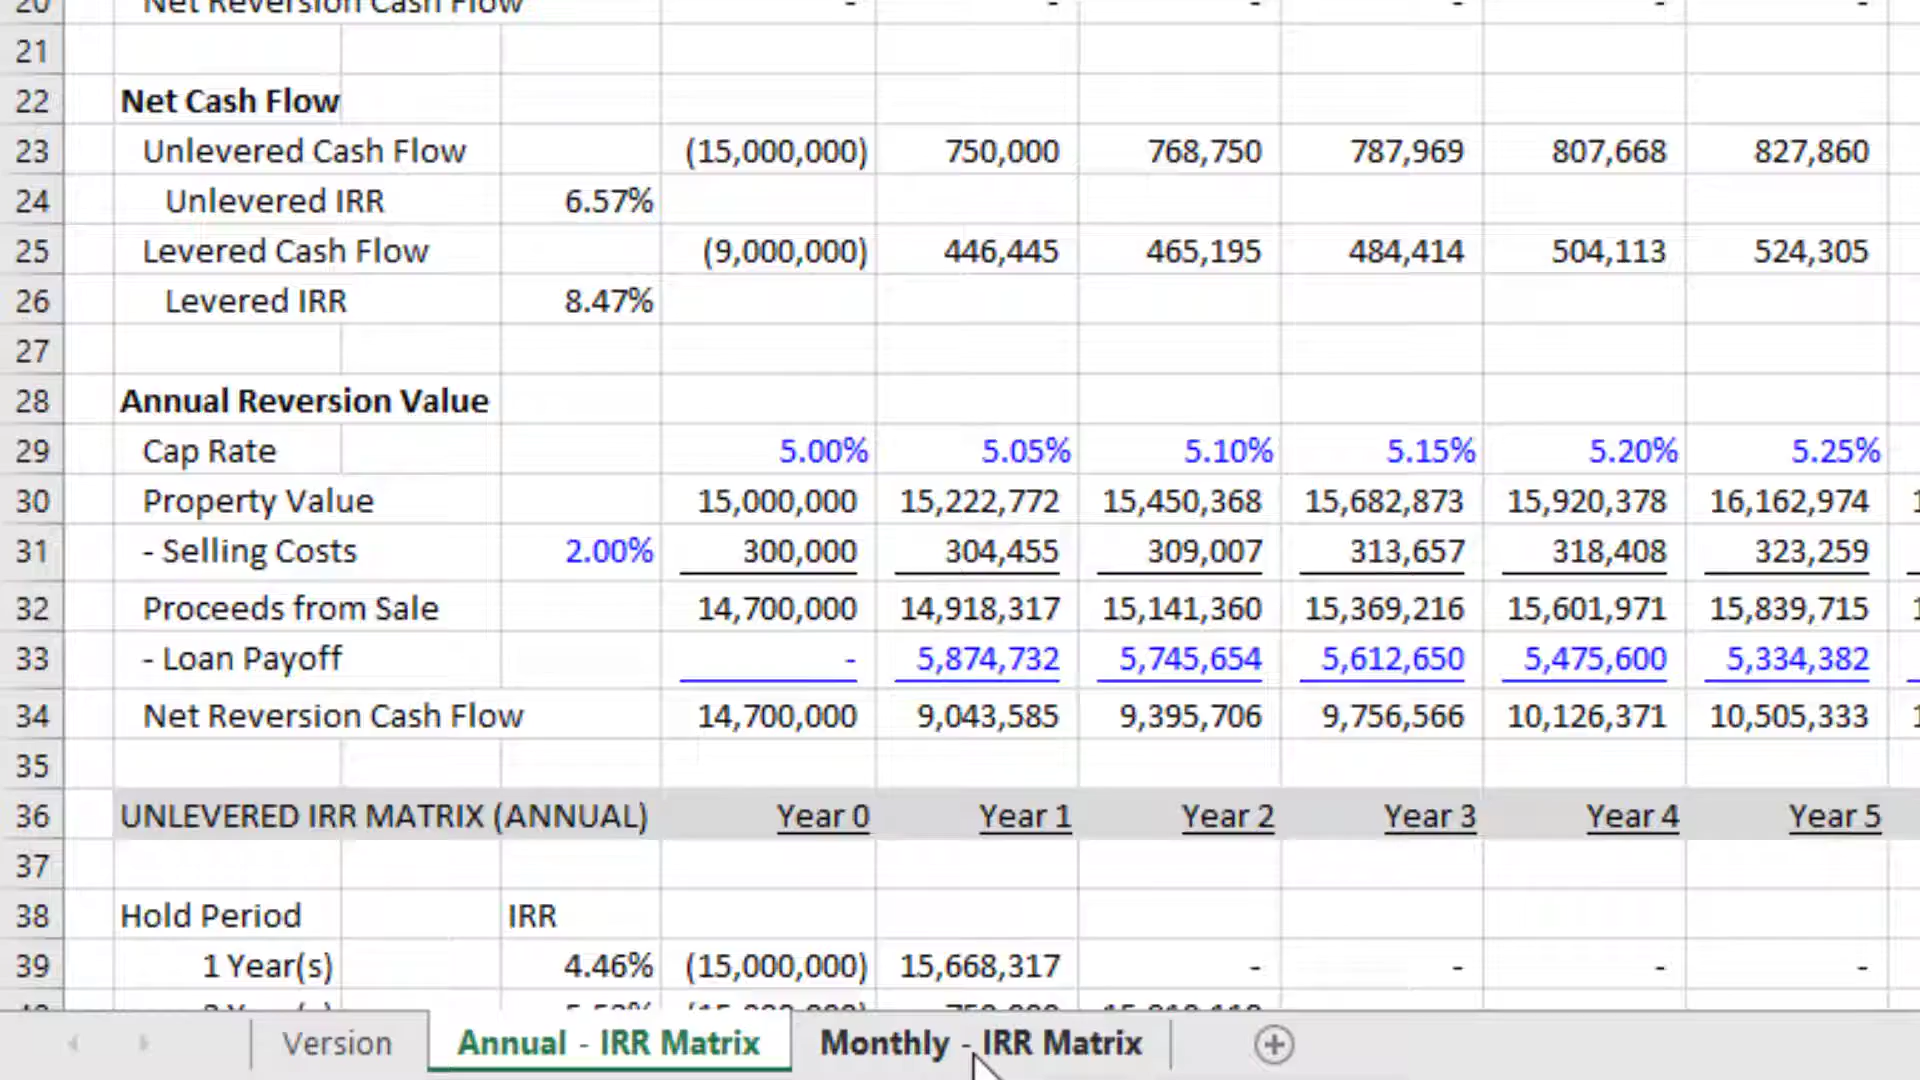 20 Net Reversion Cash Flow - - - - - -
21
22 Net Cash Flow
23 Unlevered Cash Flow (15,000,000) 750,000 768,750 787,969 807,668 827,860
24 Unlevered IRR 6.57%
25 Levered Cash Flow (9,000,000) 446,445 465,195 484,414 504,113 524,305
26 Levered IRR 8.47%
27
28 Annual Reversion Value
29 Cap Rate 5.00% 5.05% 5.10% 5.15% 5.20% 5.25%
30 Property Value 15,000,000 15,222,772 15,450,368 15,682,873 15,920,378 16,162,974 1
31 - Selling Costs 2.00% 300,000 304,455 309,007 313,657 318,408 323,259
32 Proceeds from Sale 14,700,000 14,918,317 15,141,360 15,369,216 15,601,971 15,839,715 1
33 - Loan Payoff - 5,874,732 5,745,654 5,612,650 5,475,600 5,334,382
34 Net Reversion Cash Flow 14,700,000 9,043,585 9,395,706 9,756,566 10,126,371 10,505,333 1
35
36 UNLEVERED IRR MATRIX (ANNUAL) Year 0 Year 1 Year 2 Year 3 Year 4 Year 5
37
38 Hold Period IRR
39 1 Year(s) 4.46% (15,000,000) 15,668,317 - - - -
Version Annual - IRR Matrix Monthly - IRR Matrix